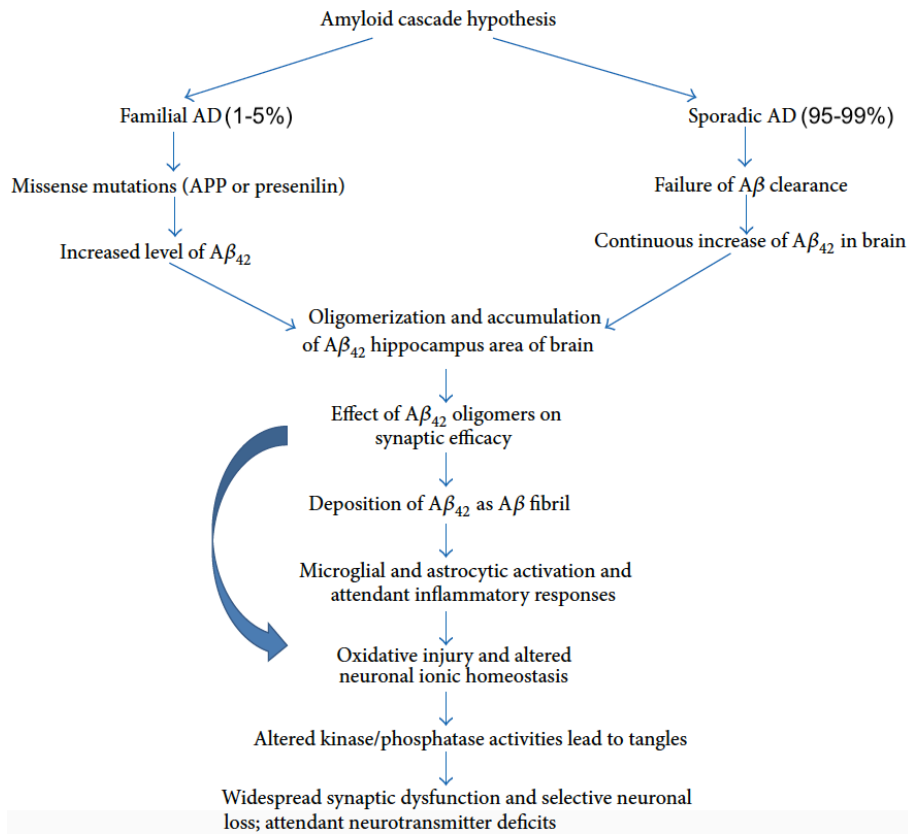 Amyloid cascade hypothesis
Familial AD (1-5%)
Sporadic AD (95-99%)
Missense mutations (APP or presenilin)
Failure of Aβ clearance
Increased level of Aβ₄₂
Continuous increase of Aβ₄₂ in brain
Oligomerization and accumulation
of Aβ₄₂ hippocampus area of brain
Effect of Aβ₄₂ oligomers on
synaptic efficacy
Deposition of Aβ₄₂ as Aβ fibril
Microglial and astrocytic activation and
attendant inflammatory responses
Oxidative injury and altered
neuronal ionic homeostasis
Altered kinase/phosphatase activities lead to tangles
Widespread synaptic dysfunction and selective neuronal
loss; attendant neurotransmitter deficits